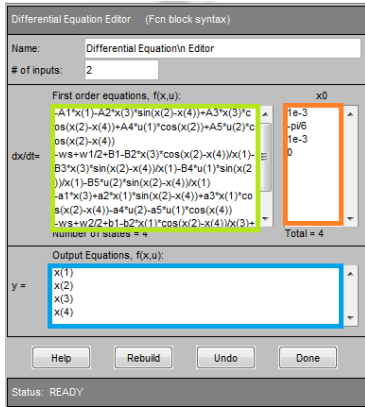 Differential Equation Editor (Fcn block syntax)
Name: Differential Equation\n Editor
# of inputs: 2
First order equations, f(x,u): x0
dx/dt=
-A1*x(1)-A2*x(3)*sin(x(2)-x(4))+A3*x(3)*c
os(x(2)-x(4))+A4*u(1)*cos(x(2))+A5*u(2)*c
os(x(2)-x(4))
-ws+w1/2+B1-B2*x(3)*cos(x(2)-x(4))/x(1)-
B3*x(3)*sin(x(2)-x(4))/x(1)-B4*u(1)*sin(x(2
))/x(1)-B5*u(2)*sin(x(2)-x(4))/x(1)
-a1*x(3)+a2*x(1)*sin(x(2)-x(4))+a3*x(1)*co
s(x(2)-x(4))-a4*u(2)-a5*u(1)*cos(x(4))
-ws+w2/2+b1-b2*x(1)*cos(x(2)-x(4))/x(3)+
1e-3
-pi/6
1e-3
0
Number of states = 4 Total = 4
Output Equations, f(x,u):
y =
x(1)
x(2)
x(3)
x(4)
Help Rebuild Undo Done
Status: READY